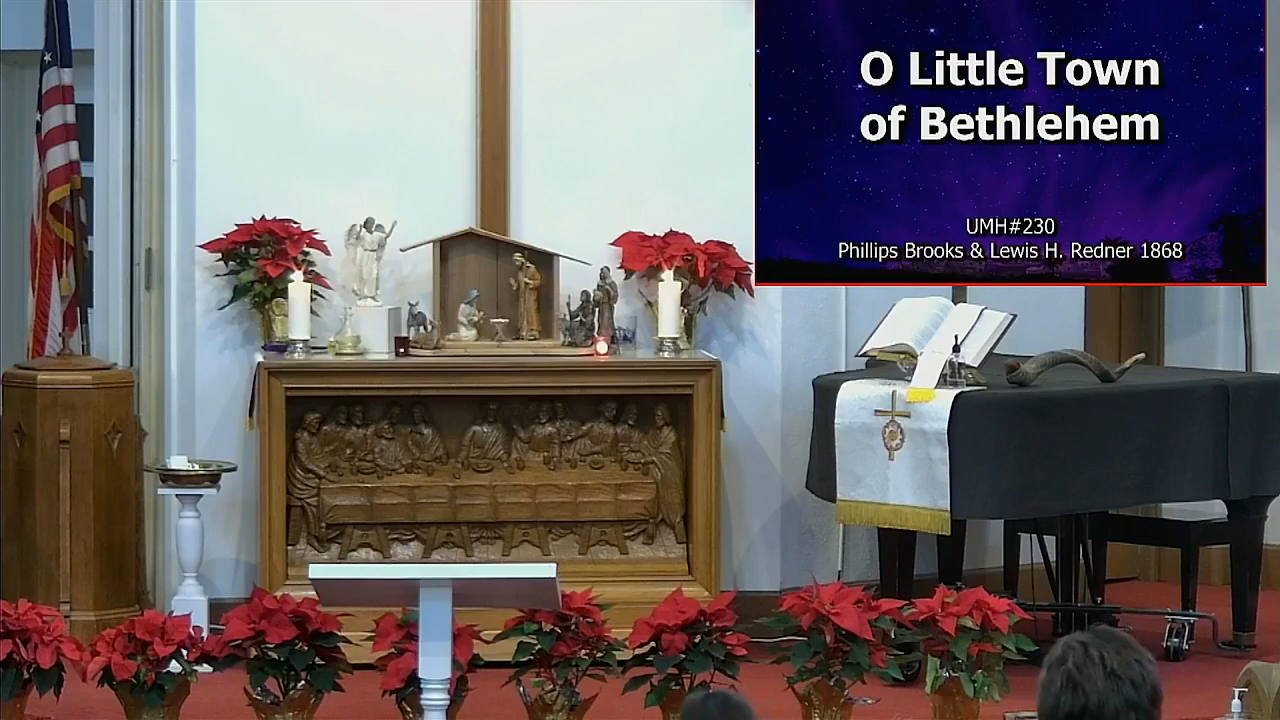 O Little Town
of Bethlehem
UMH#230
Phillips Brooks & Lewis H. Redner 1868